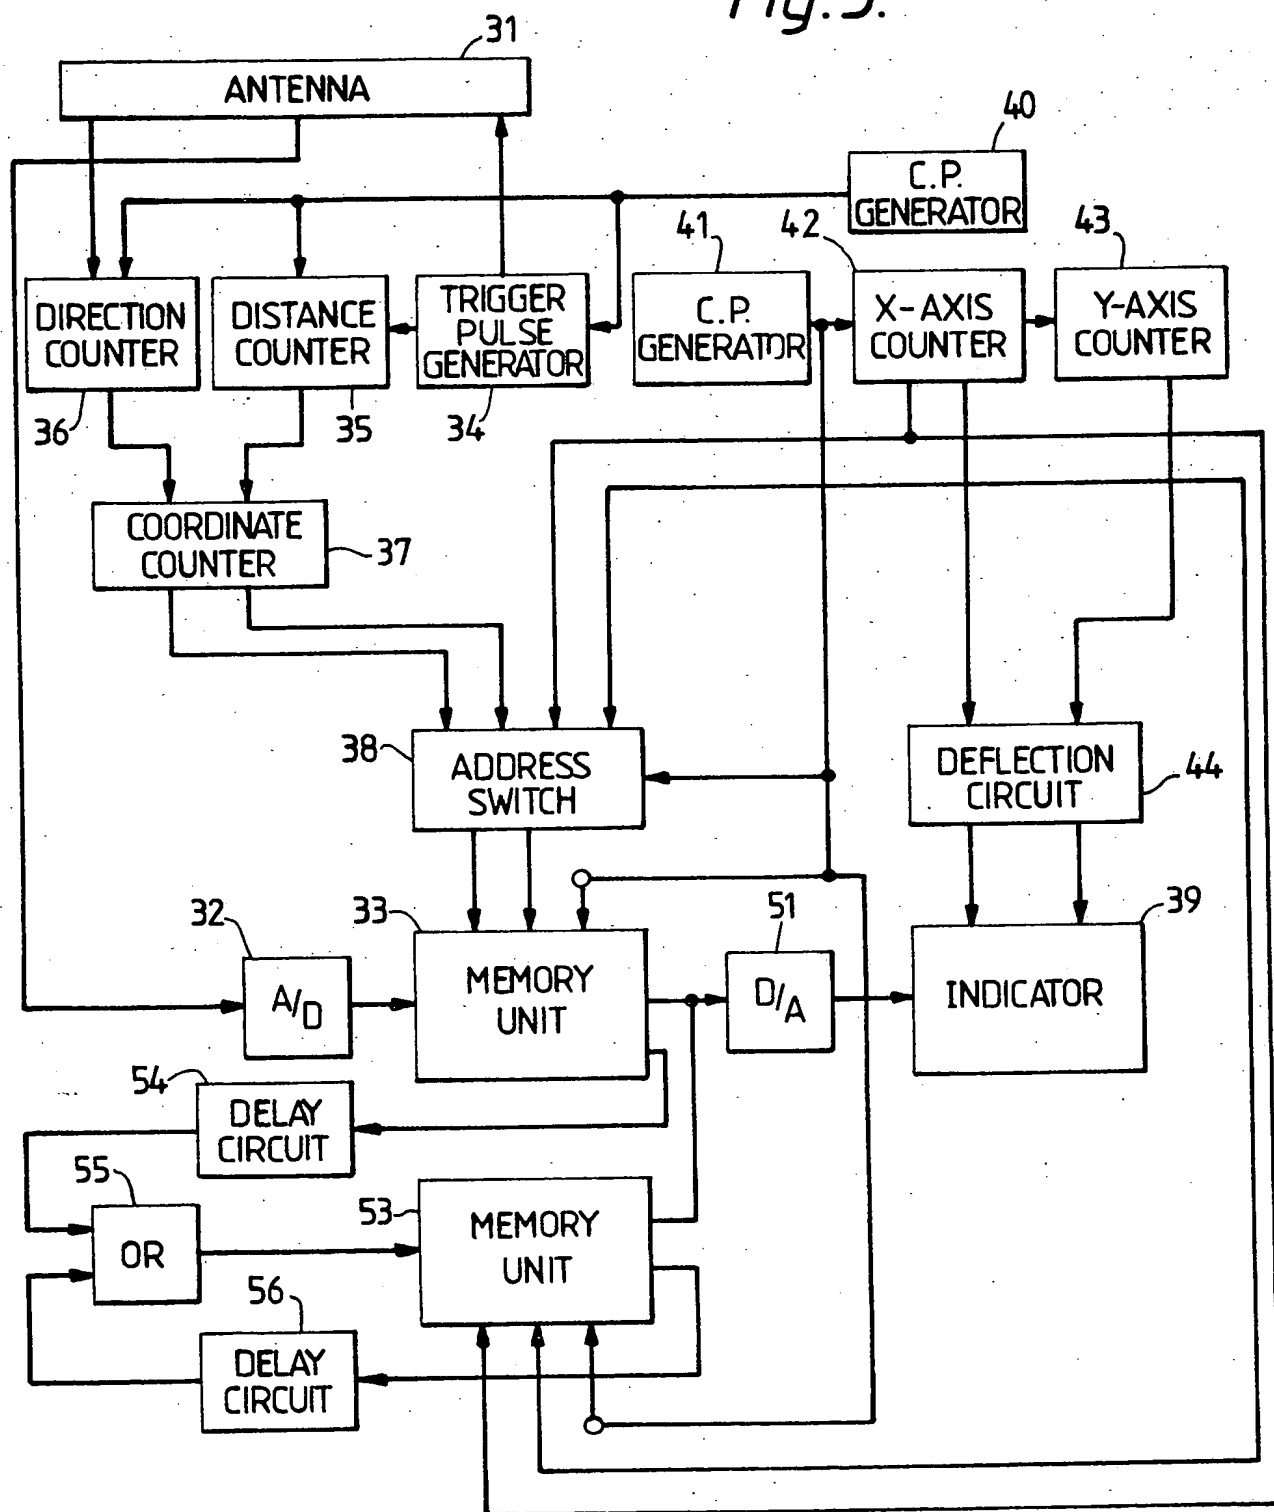 Fig. 5.
31
ANTENNA
40
C.P.
GENERATOR
41
42
43
DIRECTION
COUNTER
DISTANCE
COUNTER
TRIGGER
PULSE
GENERATOR
C.P.
GENERATOR
X-AXIS
COUNTER
Y-AXIS
COUNTER
36
35
34
COORDINATE
COUNTER
37
38
ADDRESS
SWITCH
DEFLECTION
CIRCUIT
44
32
33
51
39
A/D
MEMORY
UNIT
D/A
INDICATOR
54
DELAY
CIRCUIT
55
53
OR
MEMORY
UNIT
56
DELAY
CIRCUIT